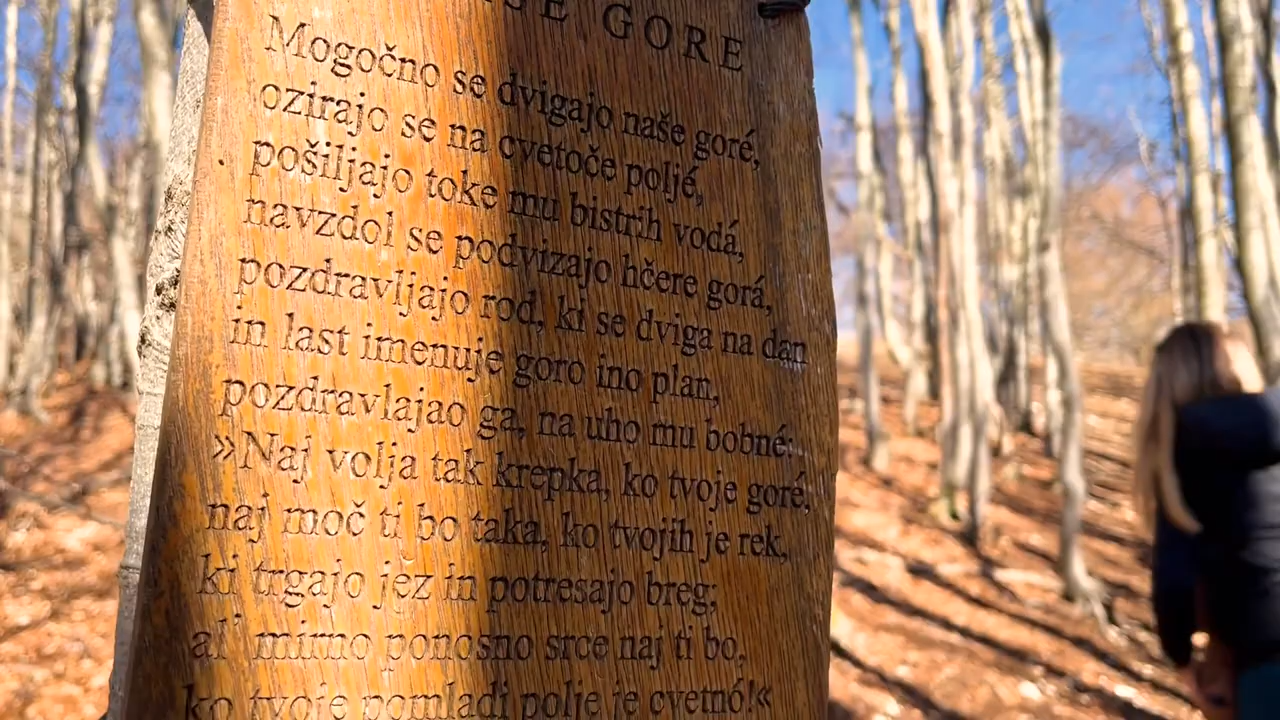 GORE
Mogočno se dvigajo naše goré,
ozirajo se na cvetoče poljé,
pošiljajo toke mu bistrih vodá,
navzdol se podvizajo hčere gorá,
pozdravljajo rod, ki se dviga na dan
in last imenuje goro ino plan,
pozdravlajao ga, na uho mu bobné:
»Naj volja tak krepka, ko tvoje goré,
naj moč ti bo taka, ko tvojih je rek,
ki trgajo jez in potresajo breg;
al' mirno ponosno srce naj ti bo,
ko tvoje pomladi polje je cvetnó!«